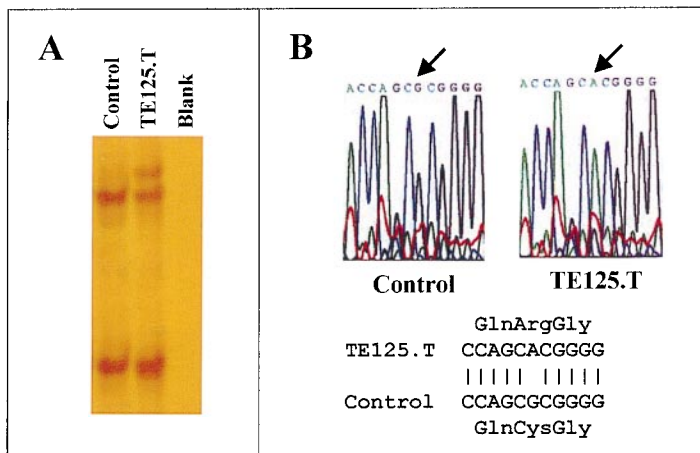 A
Control
TE125.T
Blank
B
ACCAGCGCGGGG
ACCAGCACGGGG
Control
TE125.T
GlnArgGly
TE125.T CCAGCACGGGG
Control CCAGCGCGGGG
GlnCysGly